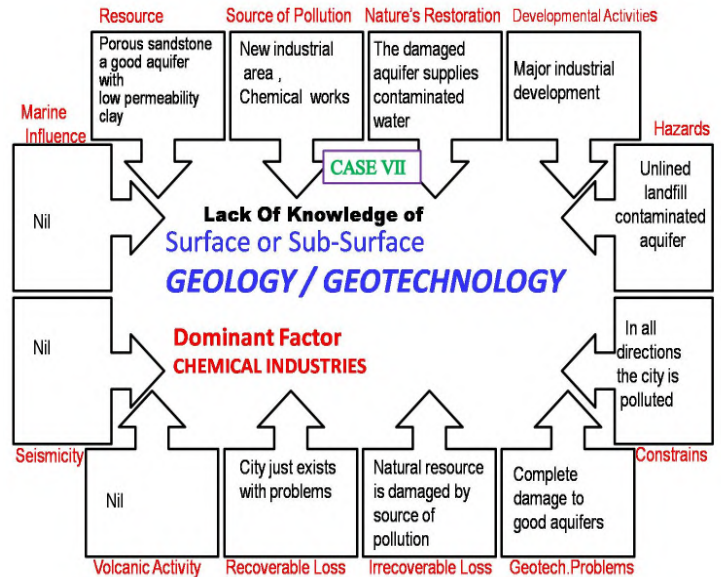 Resource
Source of Pollution
Nature's Restoration
Developmental Activities
Porous sandstone
a good aquifer
with
low permeability
clay
New industrial
area ,
Chemical works
The damaged
aquifer supplies
contaminated
water
Major industrial
development
Marine
Influence
Hazards
CASE VII
Nil
Lack Of Knowledge of
Surface or Sub-Surface
GEOLOGY / GEOTECHNOLOGY
Unlined
landfill
contaminated
aquifer
Nil
Dominant Factor
CHEMICAL INDUSTRIES
In all
directions
the city is
polluted
Seismicity
Constrains
Nil
City just exists
with problems
Natural resource
is damaged by
source of
pollution
Complete
damage to
good aquifers
Volcanic Activity
Recoverable Loss
Irrecoverable Loss
Geotech.Problems